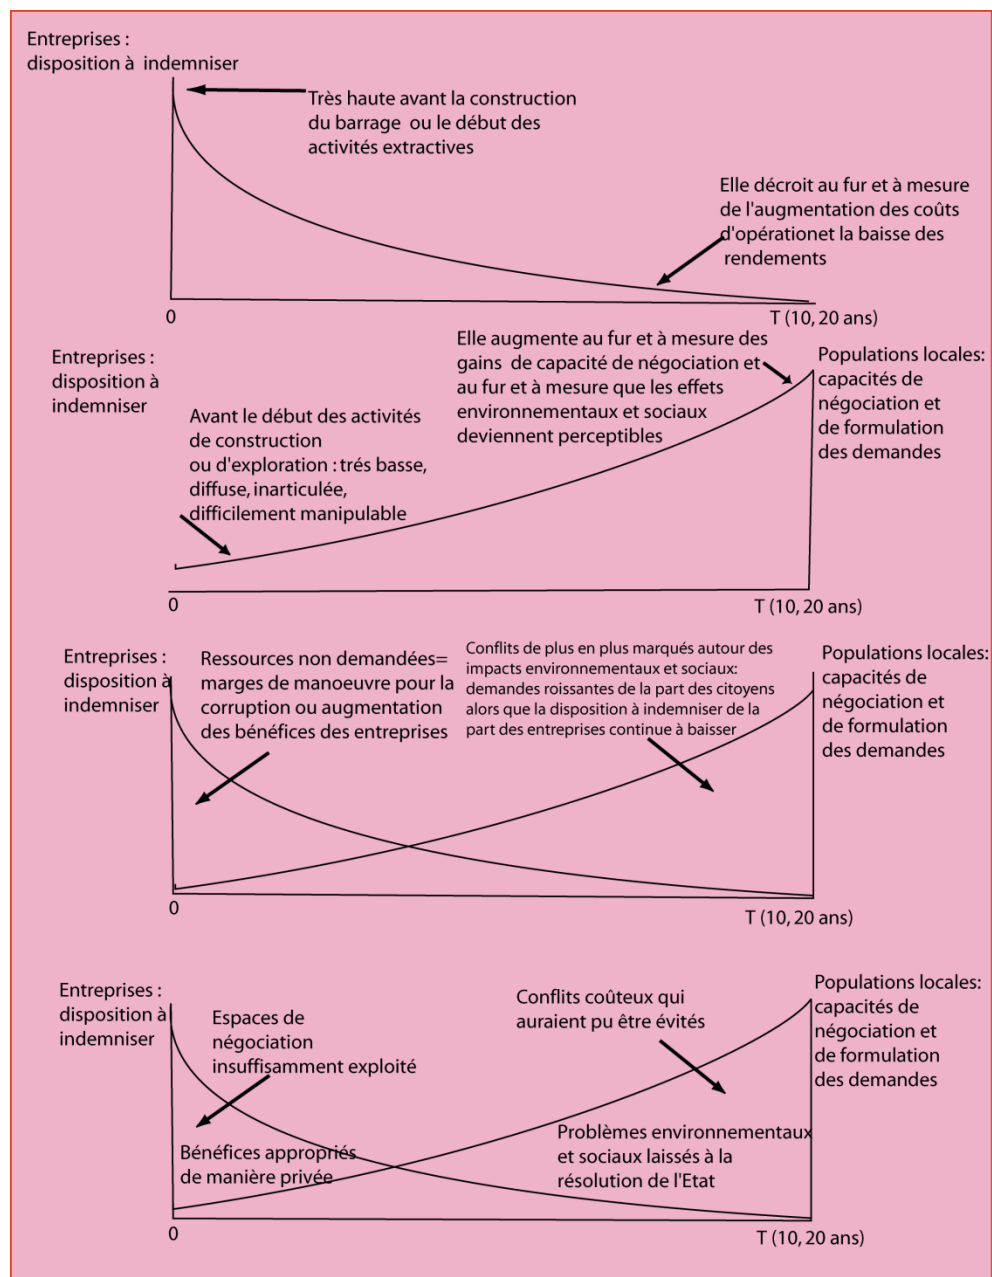 Entreprises :
disposition à indemniser
Très haute avant la construction
du barrage ou le début des
activités extractives
Elle décroit au fur et à mesure
de l'augmentation des coûts
d'opérationet la baisse des
rendements
0
T (10, 20 ans)
Entreprises :
disposition à
indemniser
Elle augmente au fur et à mesure des
gains de capacité de négociation et
au fur et à mesure que les effets
environnementaux et sociaux
deviennent perceptibles
Populations locales:
capacités de
négociation et
de formulation
des demandes
Avant le début des activités
de construction
ou d'exploration : trés basse,
diffuse, inarticulée,
difficilement manipulable
0
T (10, 20 ans)
Entreprises :
disposition à
indemniser
Ressources non demandées=
marges de manoeuvre pour la
corruption ou augmentation
des bénéfices des entreprises
Conflits de plus en plus marqués autour des
impacts environnementaux et sociaux:
demandes roissantes de la part des citoyens
alors que la disposition à indemniser de la
part des entreprises continue à baisser
Populations locales:
capacités de
négociation et
de formulation
des demandes
0
T (10, 20 ans)
Entreprises :
disposition à
indemniser
Espaces de
négociation
insuffisamment exploité
Conflits coûteux qui
auraient pu être évités
Populations locales:
capacités de
négociation et
de formulation
des demandes
Bénéfices appropriés
de manière privée
Problèmes environnementaux
et sociaux laissés à la
résolution de l'Etat
0
T (10, 20 ans)